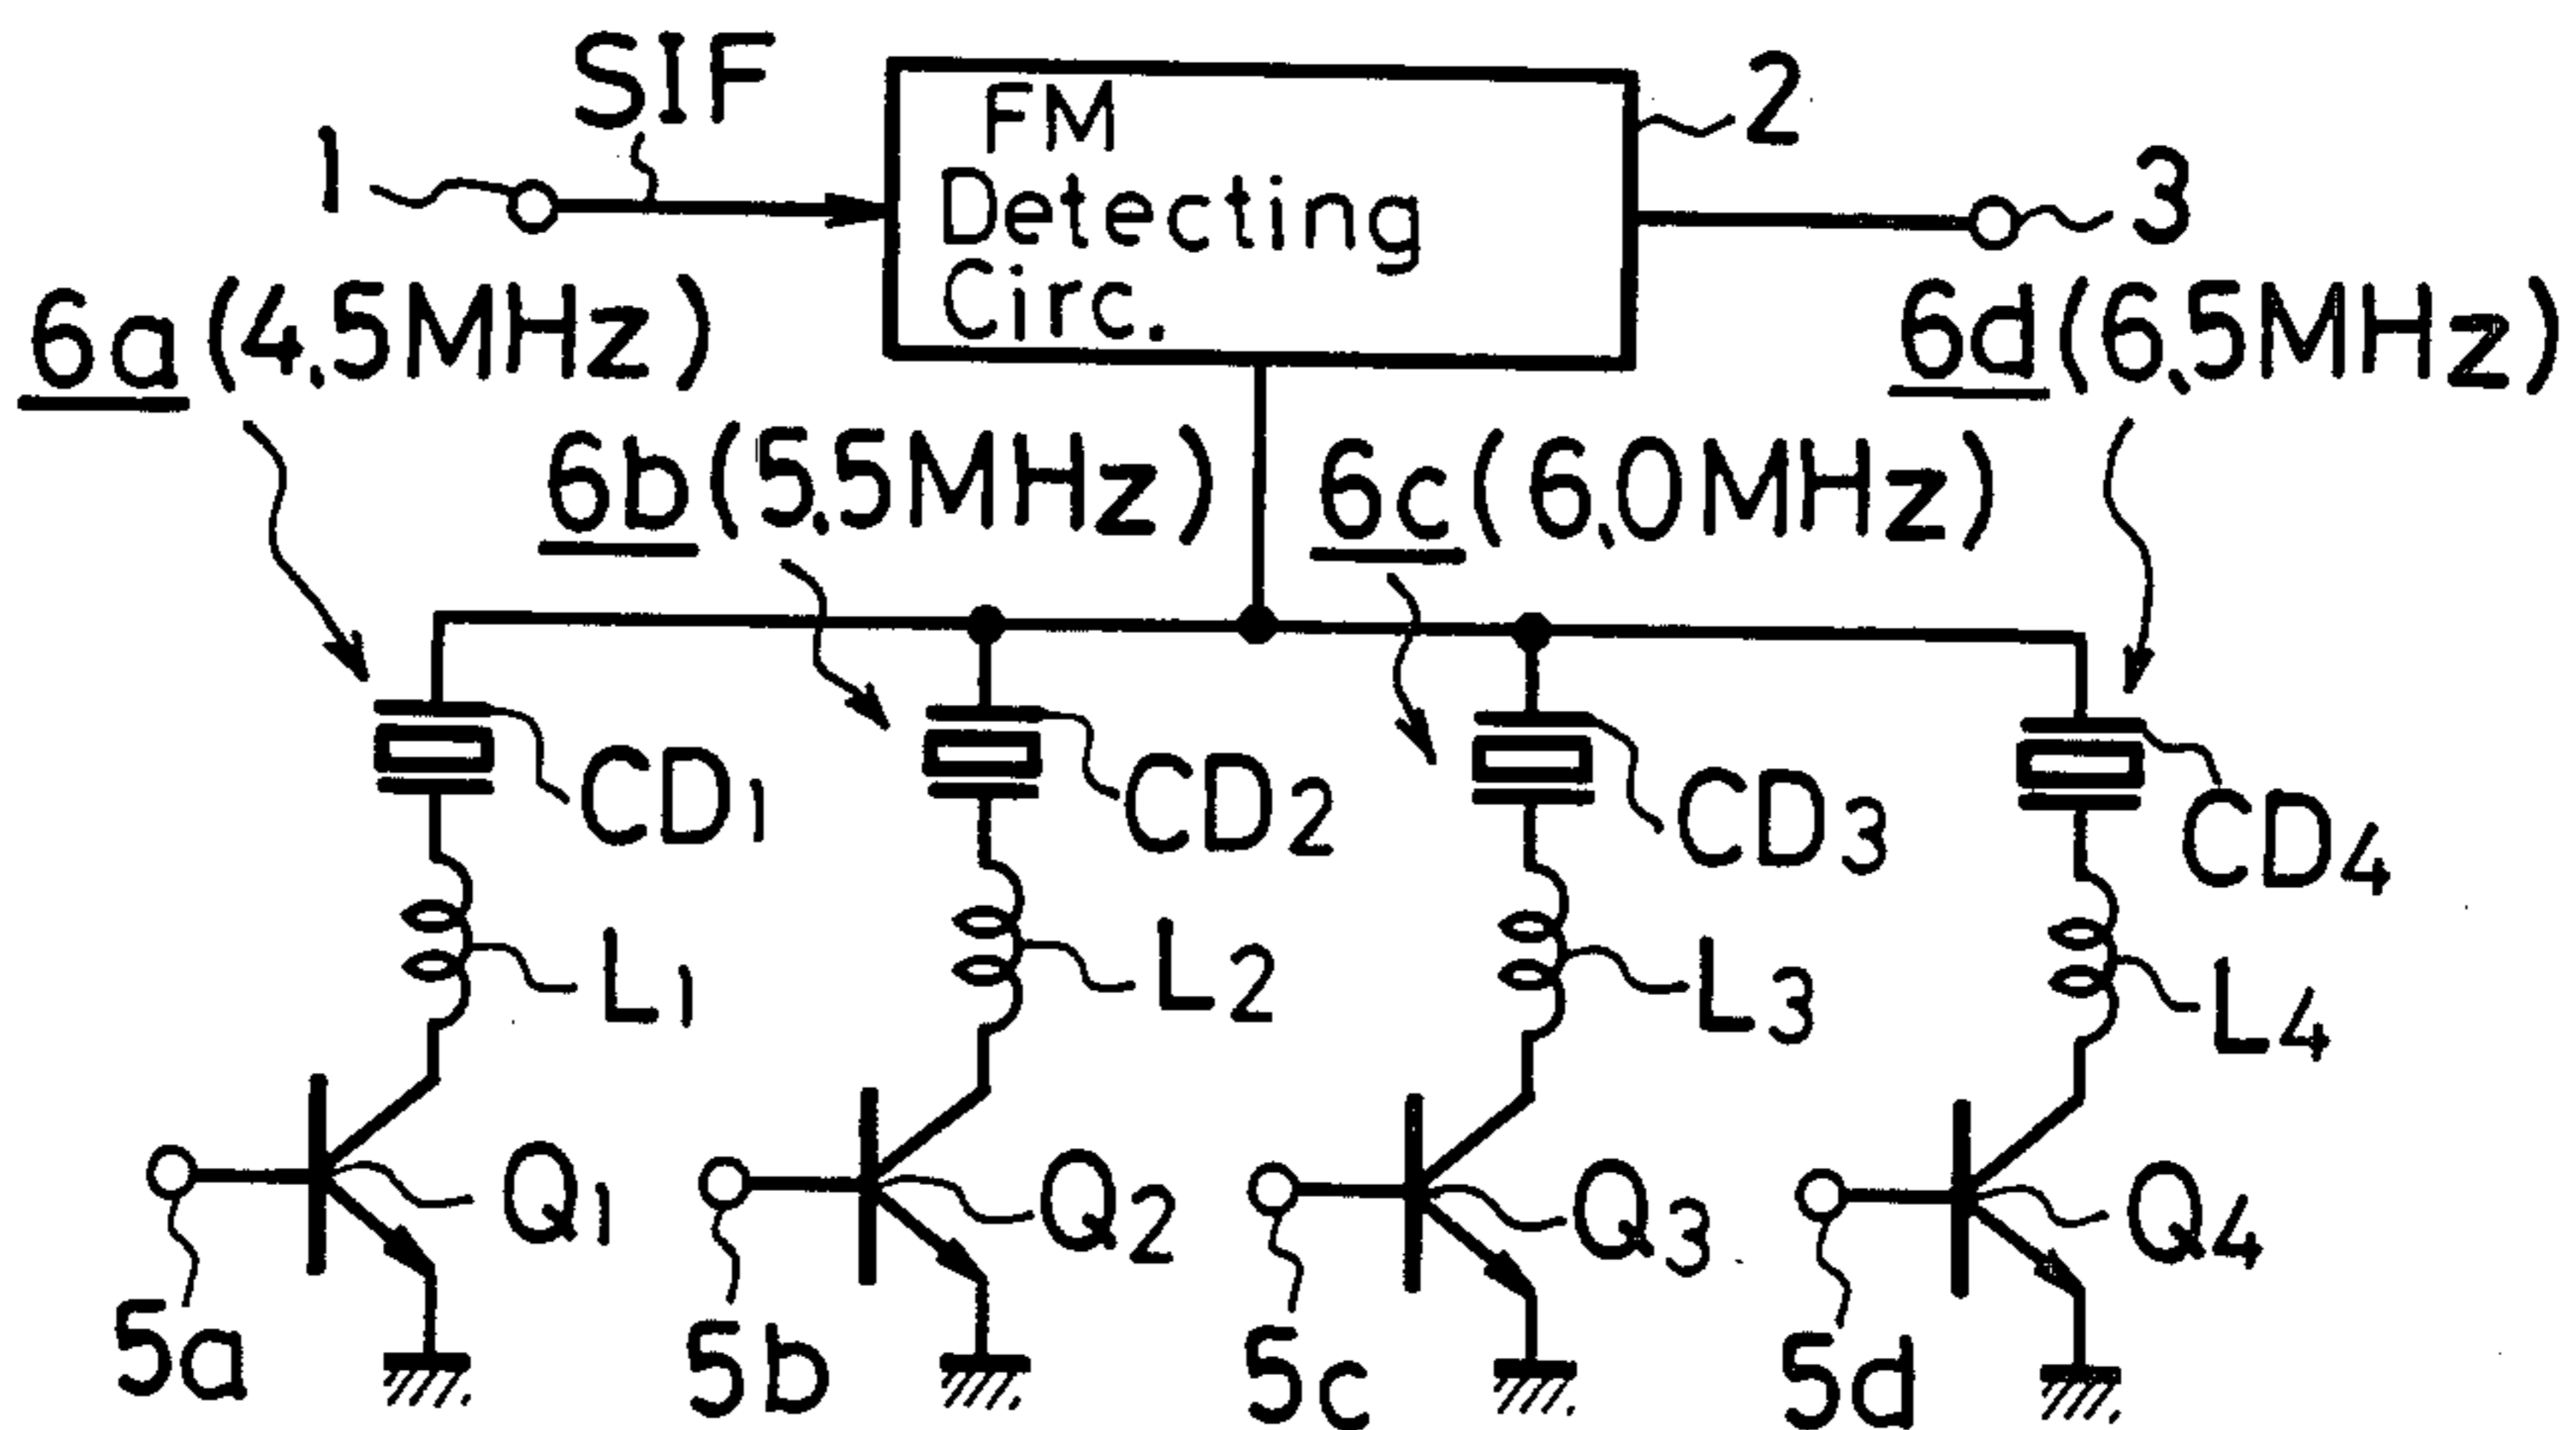 SIF
FM
Detecting
Circ.
2
1
3
6a (4.5MHz)
6d (6.5MHz)
6b (5.5MHz)
6c (6.0MHz)
CD1
CD2
CD3
CD4
L1
L2
L3
L4
Q1
Q2
Q3
Q4
5a
5b
5c
5d